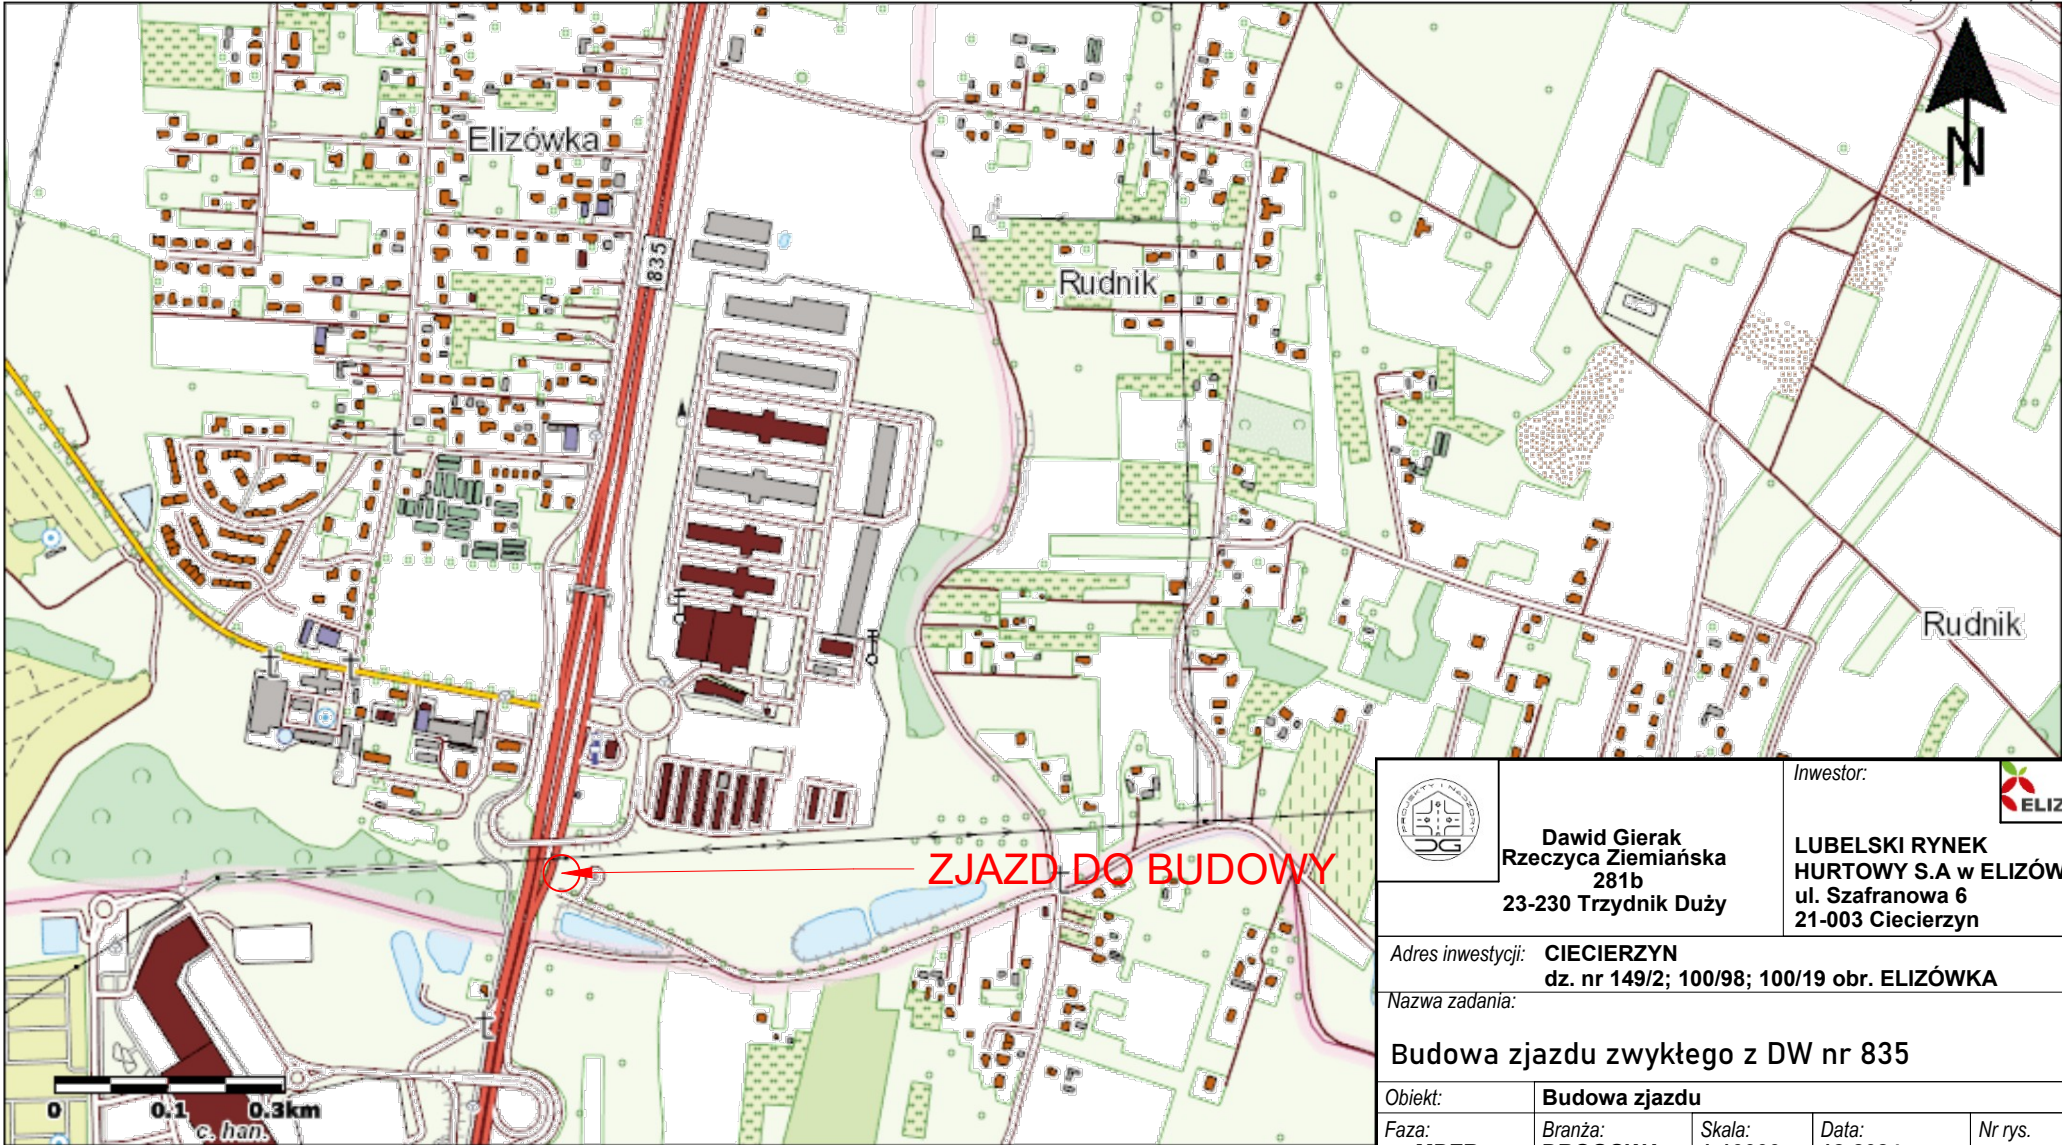 Elizówka
835
Rudnik
N
Rudnik
ZJAZD DO BUDOWY
0 0.1 0.3km
c. han.
PROJEKTY I NADZORY
DG
Dawid Gierak
Rzeczyca Ziemiańska
281b
23-230 Trzydnik Duży
Inwestor:
ELIZ
LUBELSKI RYNEK
HURTOWY S.A w ELIZÓW
ul. Szafranowa 6
21-003 Ciecierzyn
Adres inwestycji: CIECIERZYN
dz. nr 149/2; 100/98; 100/19 obr. ELIZÓWKA
Nazwa zadania:
Budowa zjazdu zwykłego z DW nr 835
Obiekt: Budowa zjazdu
Faza: Branża: Skala: Data: Nr rys.